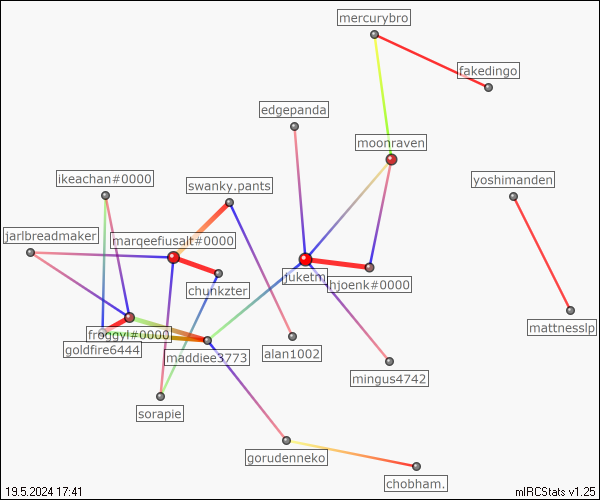 mercurybro
fakedingo
edgepanda
moonraven
ikeachan#0000
swanky.pants
yoshimanden
jarlbreadmaker
marqeefiusalt#0000
juketm
hjoenk#0000
chunkzter
froggyl#0000
goldfire6444
maddiee3773
alan1002
mattnesslp
mingus4742
sorapie
gorudenneko
chobham.
19.5.2024 17:41
mIRCStats v1.25